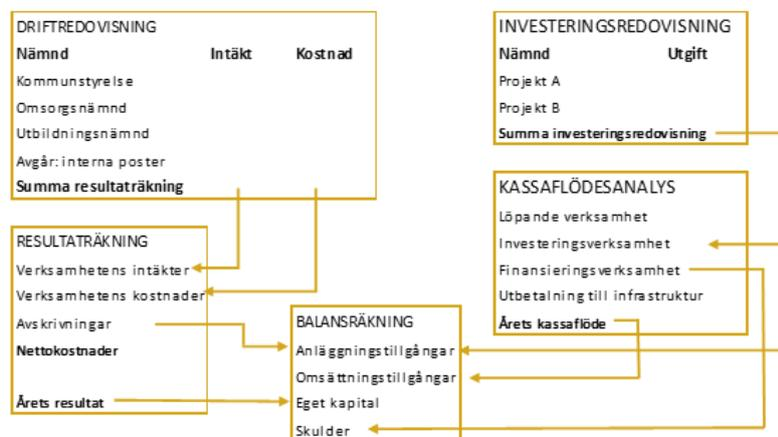 DRIFTREDOVISNING
Nämnd Intäkt Kostnad
Kommunstyrelse
Omsorgsnämnd
Utbildningsnämnd
Avgår: interna poster
Summa resultaträkning
INVESTERINGSREDOVISNING
Nämnd Utgift
Projekt A
Projekt B
Summa investeringsredovisning
KASSAFLÖDESANALYS
Löpande verksamhet
Investeringsverksamhet
Finansieringsverksamhet
Utbetalning till infrastruktur
Årets kassaflöde
RESULTATRÄKNING
Verksamhetens intäkter
Verksamhetens kostnader
Avskrivningar
Nettokostnader
Årets resultat
BALANSRÄKNING
Anläggningstillgångar
Omsättningstillgångar
Eget kapital
Skulder